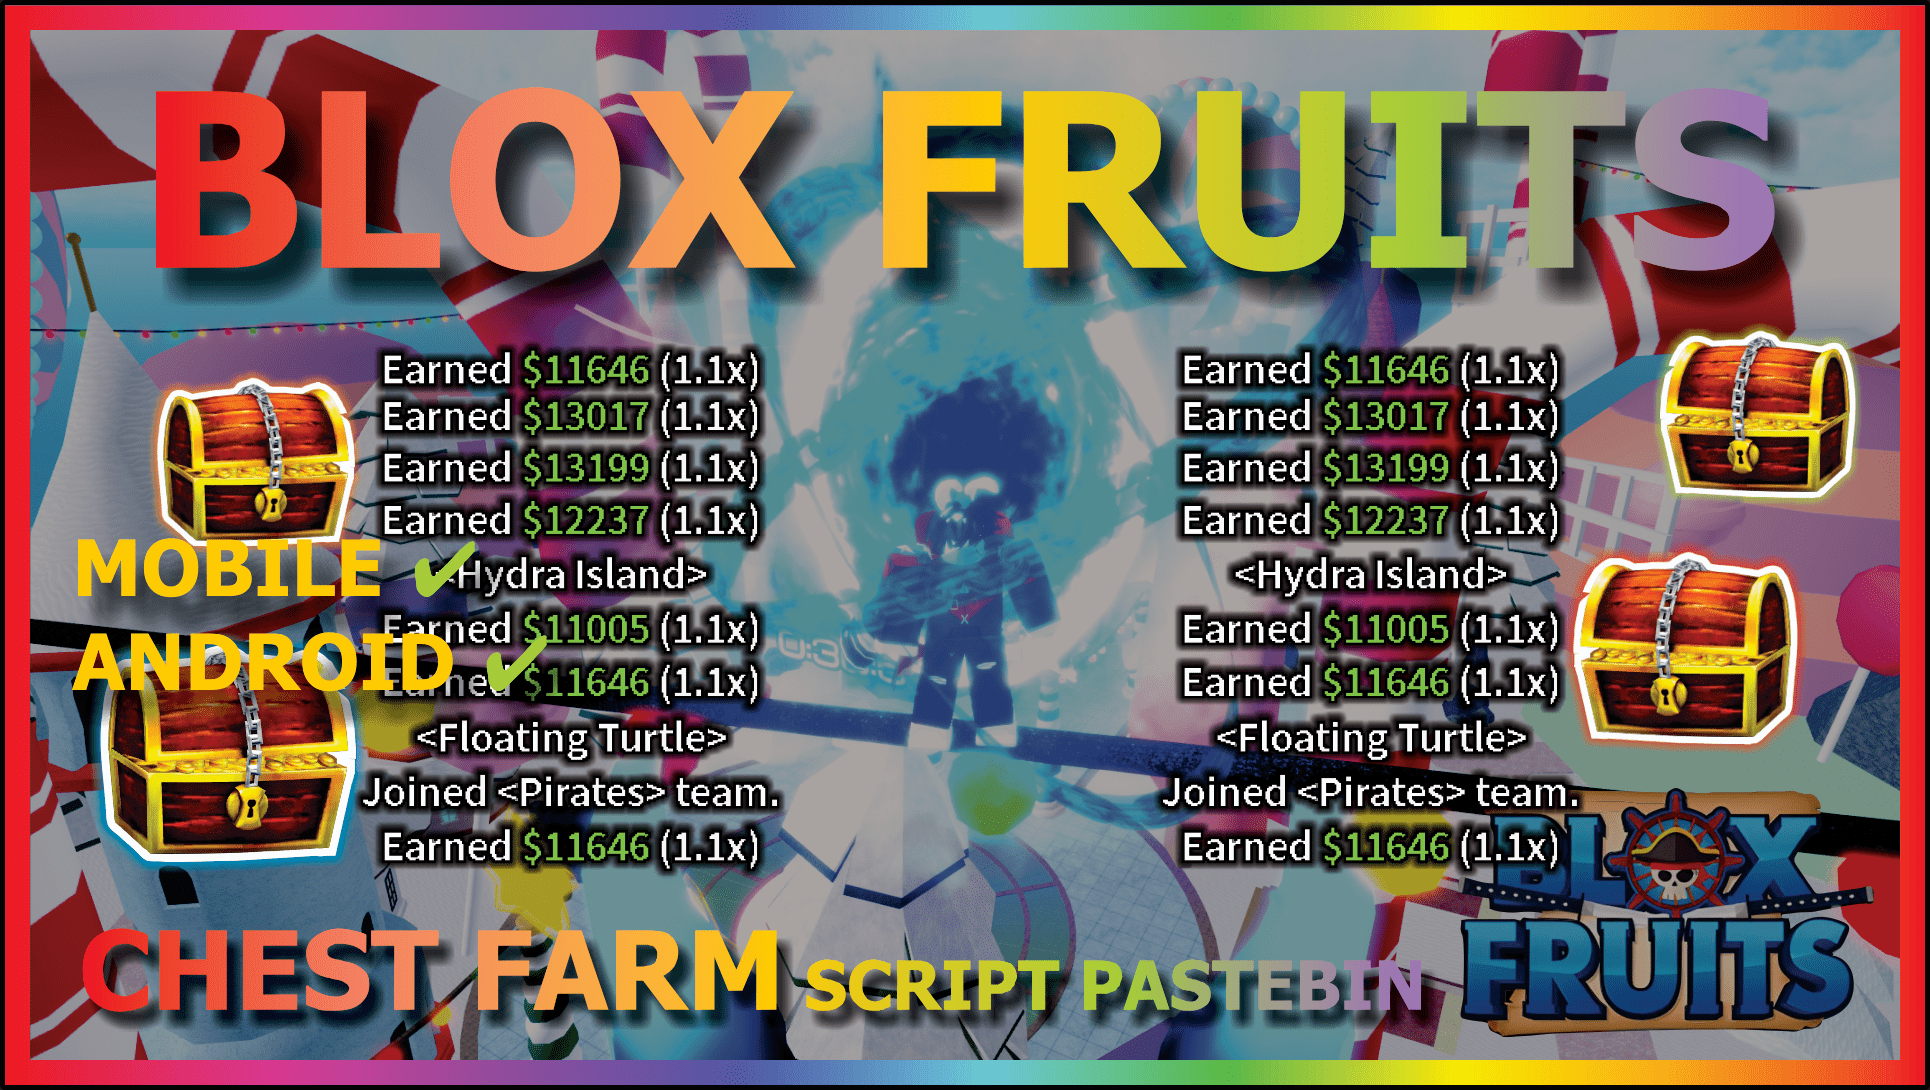 BLOX FRUITS
Earned $11646 (1.1x)
Earned $13017 (1.1x)
Earned $13199 (1.1x)
Earned $12237 (1.1x)
<Hydra Island>
Earned $11005 (1.1x)
Earned $11646 (1.1x)
<Floating Turtle>
Joined <Pirates> team.
Earned $11646 (1.1x)
MOBILE ✔
ANDROID ✔
Earned $11646 (1.1x)
Earned $13017 (1.1x)
Earned $13199 (1.1x)
Earned $12237 (1.1x)
<Hydra Island>
Earned $11005 (1.1x)
Earned $11646 (1.1x)
<Floating Turtle>
Joined <Pirates> team.
Earned $11646 (1.1x)
CHEST FARM SCRIPT PASTEBIN
BLOX
FRUITS